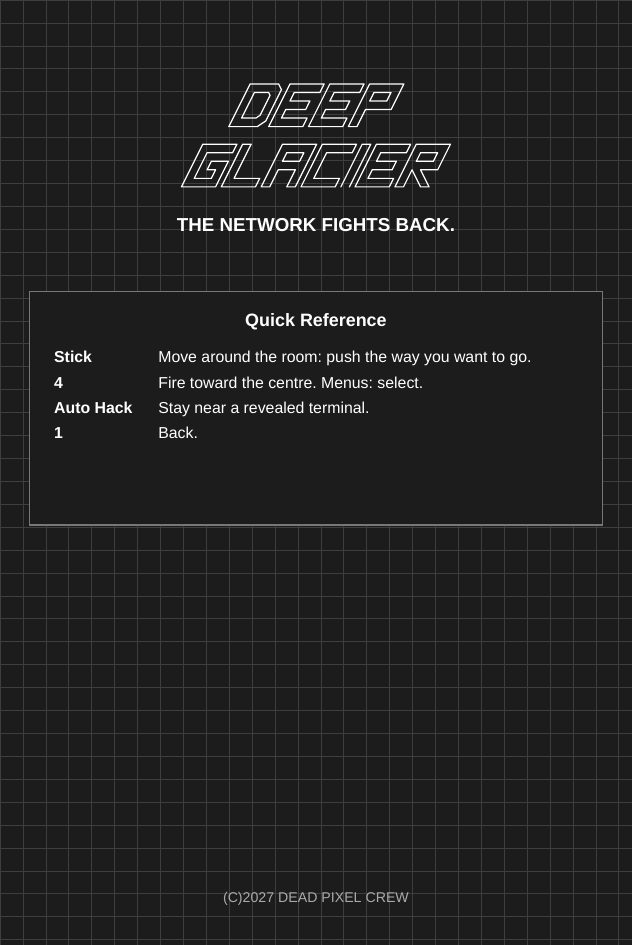 DEEP
GLACIER
THE NETWORK FIGHTS BACK.
Quick Reference
Stick Move around the room: push the way you want to go.
4 Fire toward the centre. Menus: select.
Auto Hack Stay near a revealed terminal.
1 Back.
(C)2027 DEAD PIXEL CREW